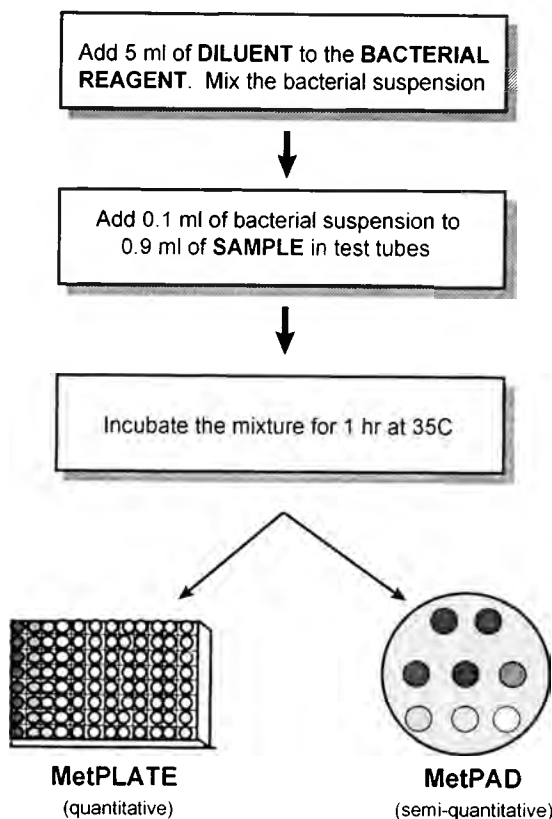 Add 5 ml of DILUENT to the BACTERIAL
REAGENT. Mix the bacterial suspension
Add 0.1 ml of bacterial suspension to
0.9 ml of SAMPLE in test tubes
Incubate the mixture for 1 hr at 35C
MetPLATE
(quantitative)
MetPAD
(semi-quantitative)